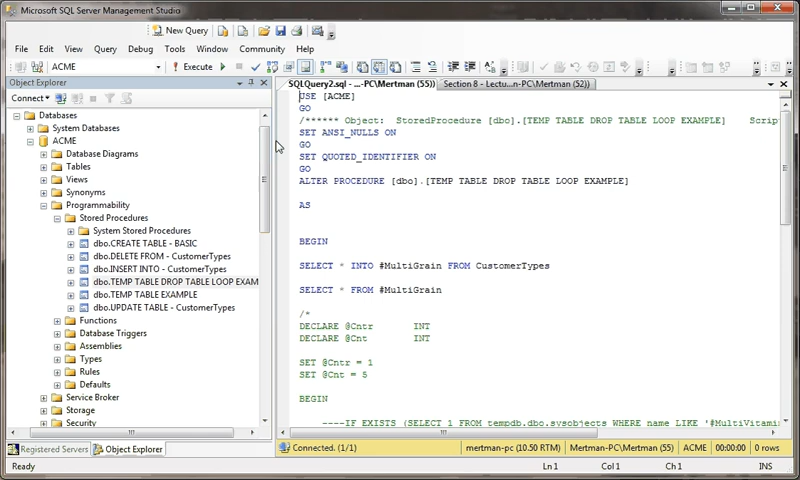 Microsoft SQL Server Management Studio
New Query
File Edit View Query Debug Tools Window Community Help
ACME
Execute
Object Explorer
Connect
Databases
System Databases
ACME
Database Diagrams
Tables
Views
Synonyms
Programmability
Stored Procedures
System Stored Procedures
dbo.CREATE TABLE - BASIC
dbo.DELETE FROM - CustomerTypes
dbo.INSERT INTO - CustomerTypes
dbo.TEMP TABLE DROP TABLE LOOP EXAM
dbo.TEMP TABLE EXAMPLE
dbo.UPDATE TABLE - CustomerTypes
Functions
Database Triggers
Assemblies
Types
Rules
Defaults
Service Broker
Storage
Security
Registered Servers Object Explorer
SQLQuery2.sql - ...-PC\Mertman (55)) Section 8 - Lectu...n-PC\Mertman (52))
USE [ACME]
GO
/****** Object:  StoredProcedure [dbo].[TEMP TABLE DROP TABLE LOOP EXAMPLE]    Scrip
SET ANSI_NULLS ON
GO
SET QUOTED_IDENTIFIER ON
GO
ALTER PROCEDURE [dbo].[TEMP TABLE DROP TABLE LOOP EXAMPLE]
AS
BEGIN
SELECT * INTO #MultiGrain FROM CustomerTypes
SELECT * FROM #MultiGrain
/*
DECLARE @Cntr INT
DECLARE @Cnt INT
SET @Cntr = 1
SET @Cnt = 5
BEGIN
----IF EXISTS (SELECT 1 FROM tempdb.dbo.sysobjects WHERE name LIKE '#MultiVitamin
Connected. (1/1) mertman-pc (10.50 RTM) Mertman-PC\Mertman (55) ACME 00:00:00 0 rows
Ready Ln 1 Col 1 Ch 1 INS